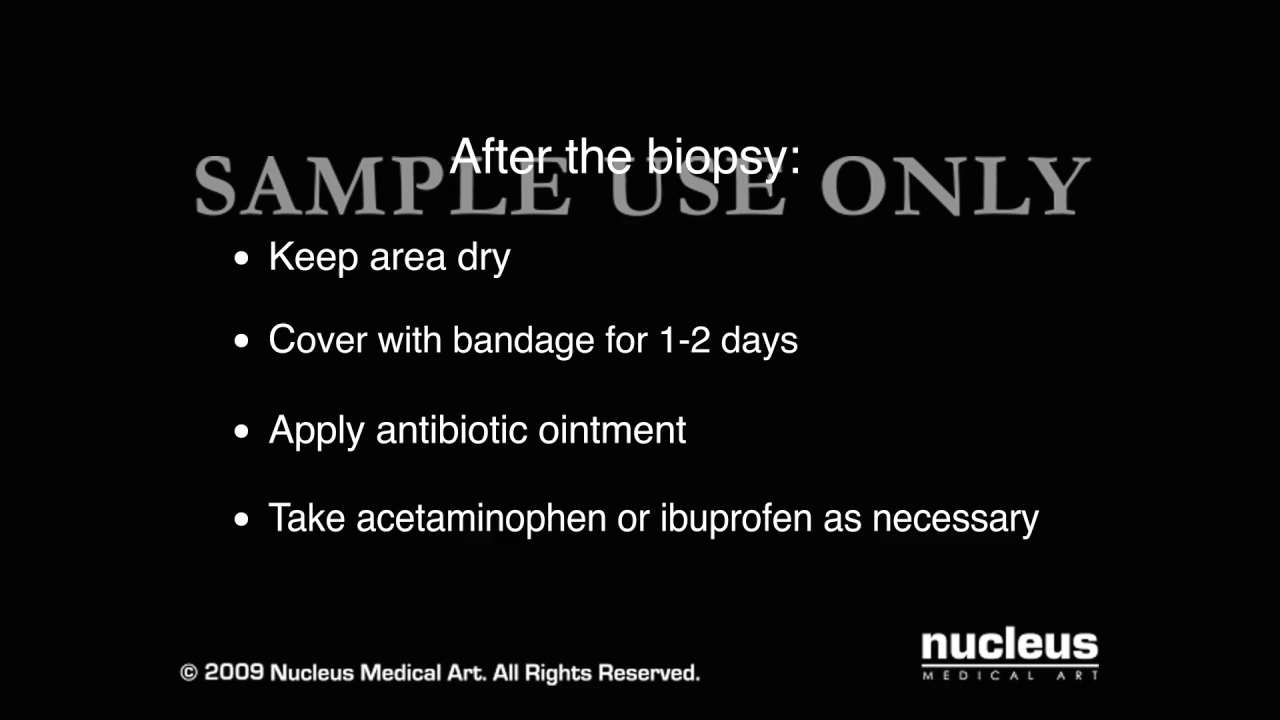 After the biopsy:
SAMPLE USE ONLY
• Keep area dry
• Cover with bandage for 1-2 days
• Apply antibiotic ointment
• Take acetaminophen or ibuprofen as necessary
nucleus
MEDICAL ART
© 2009 Nucleus Medical Art. All Rights Reserved.